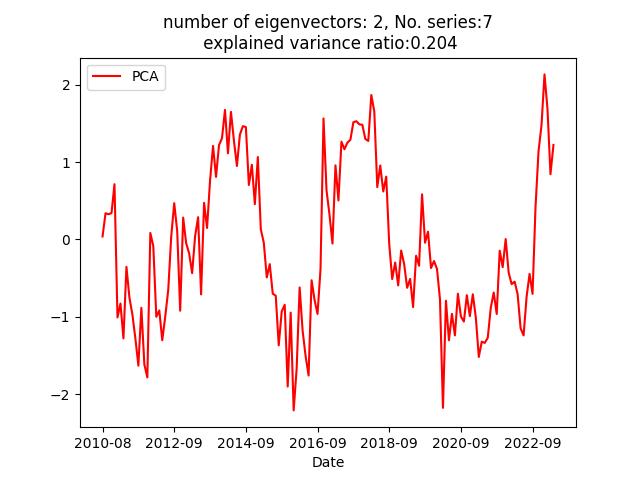 number of eigenvectors: 2, No. series:7
explained variance ratio:0.204
PCA
2
1
0
−1
−2
2010-08 2012-09 2014-09 2016-09 2018-09 2020-09 2022-09
Date